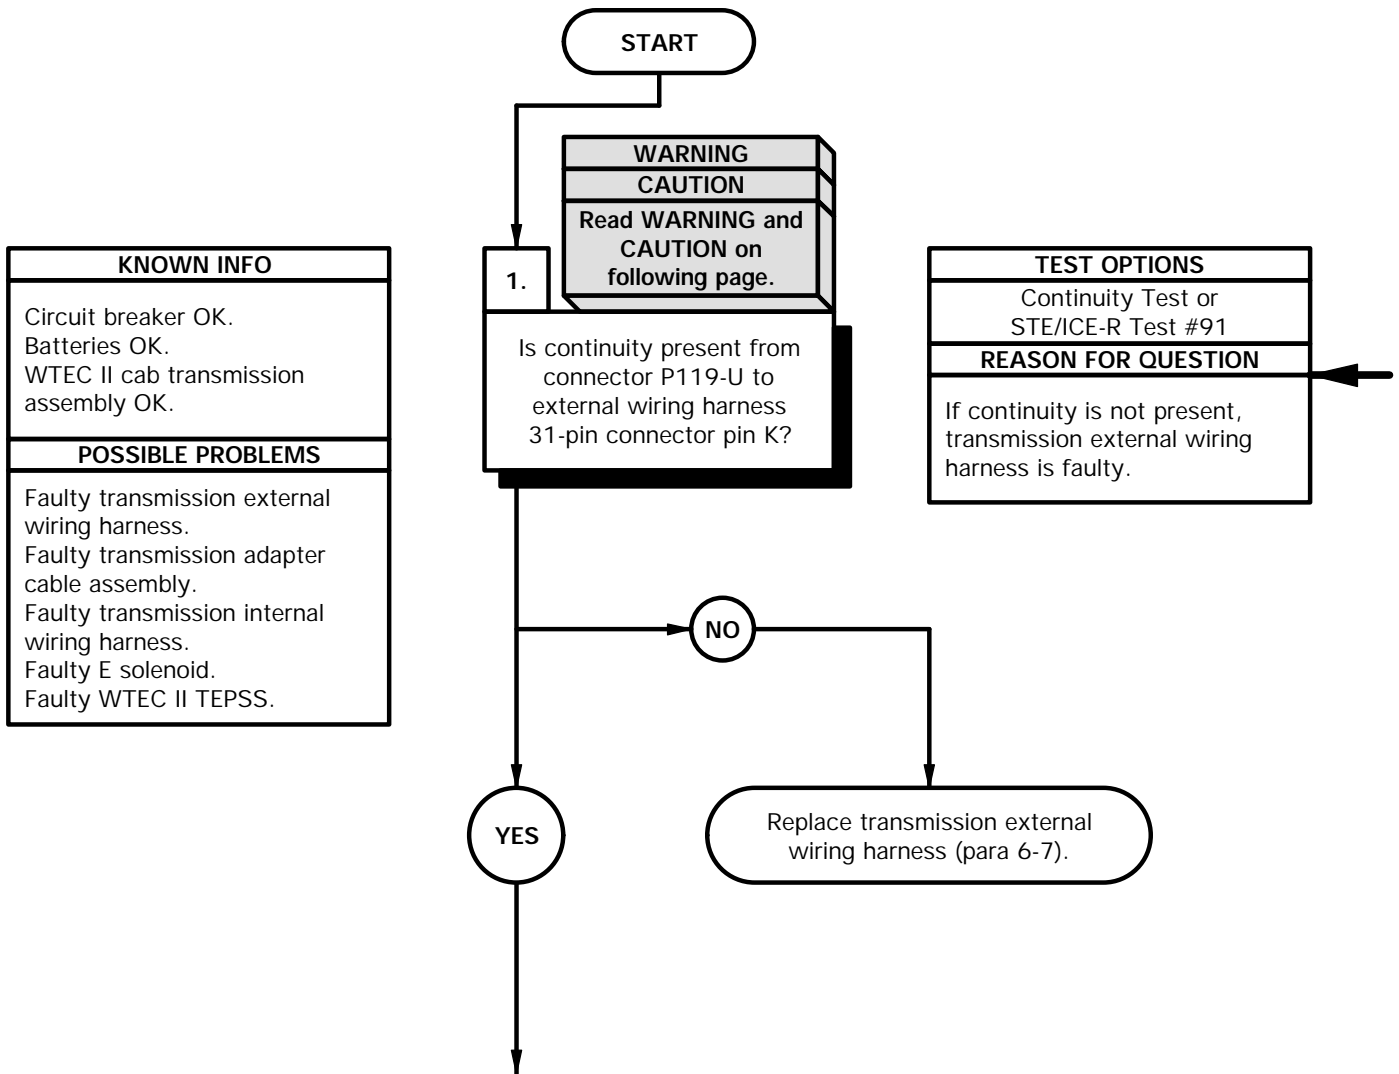 START
WARNING
CAUTION
Read WARNING and
CAUTION on
following page.
1.
Is continuity present from
connector P119-U to
external wiring harness
31-pin connector pin K?
KNOWN INFO
Circuit breaker OK.
Batteries OK.
WTEC II cab transmission
assembly OK.
POSSIBLE PROBLEMS
Faulty transmission external
wiring harness.
Faulty transmission adapter
cable assembly.
Faulty transmission internal
wiring harness.
Faulty E solenoid.
Faulty WTEC II TEPSS.
TEST OPTIONS
Continuity Test or
STE/ICE-R Test #91
REASON FOR QUESTION
If continuity is not present,
transmission external wiring
harness is faulty.
NO
YES
Replace transmission external
wiring harness (para 6-7).